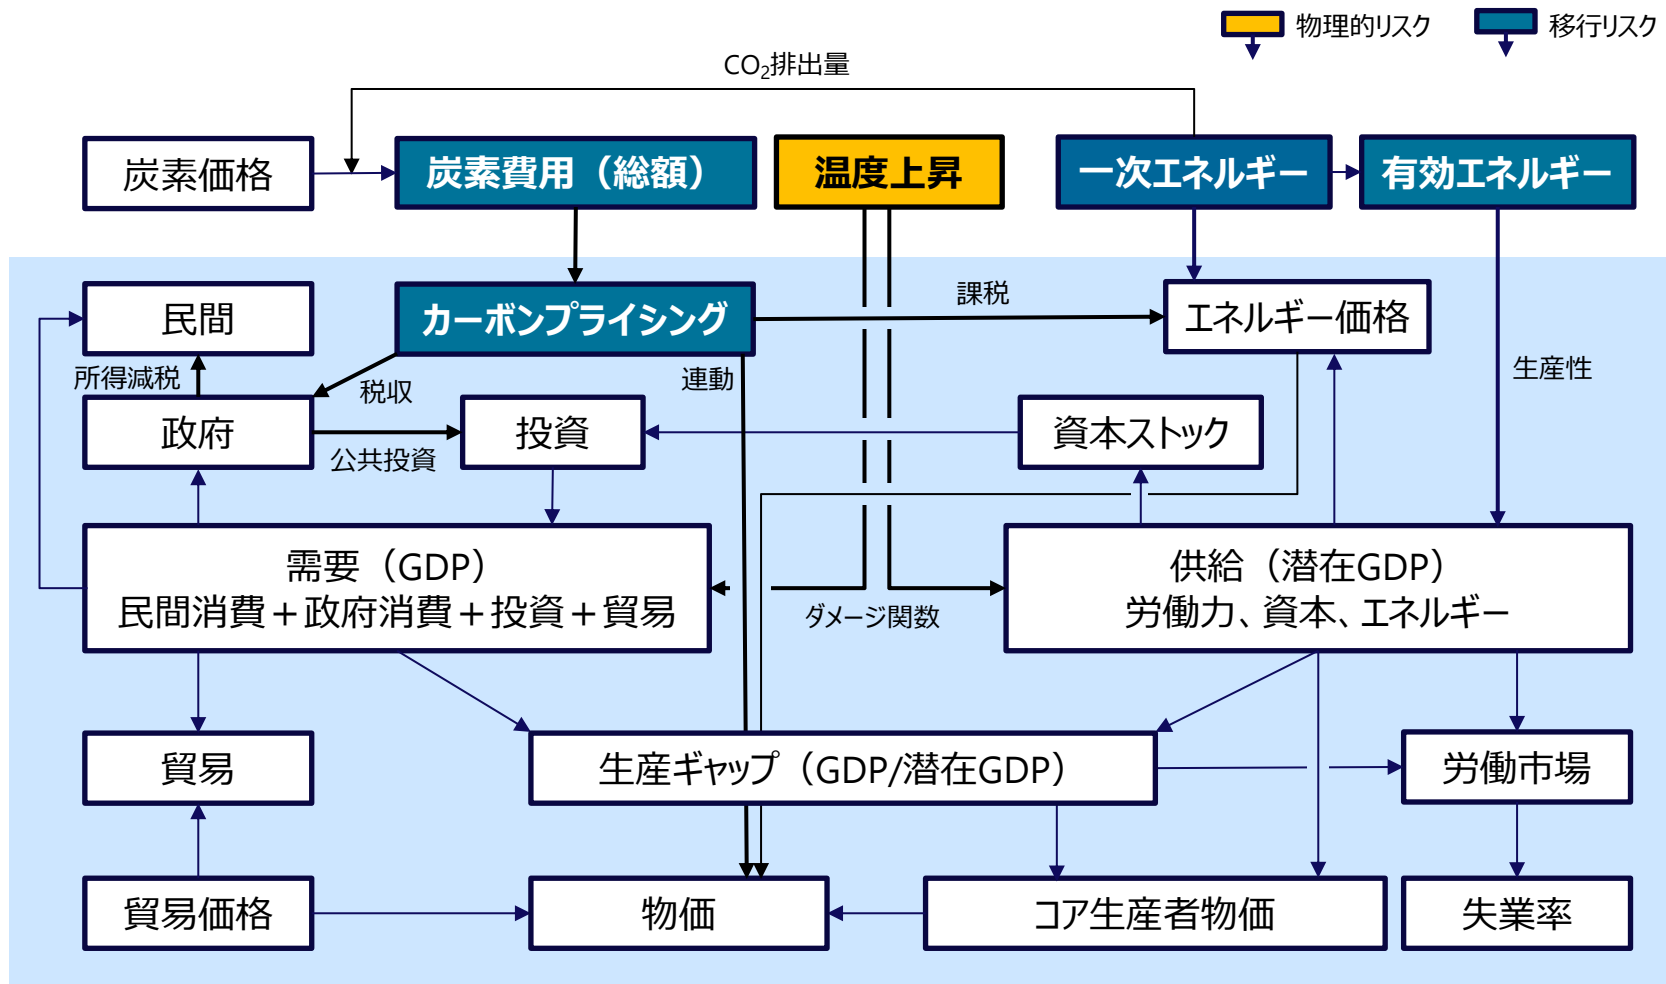 物理的リスク
移行リスク
CO₂排出量
炭素価格
炭素費用（総額）
温度上昇
一次エネルギー
有効エネルギー
民間
カーボンプライシング
課税
エネルギー価格
所得減税
税収
連動
生産性
政府
公共投資
投資
資本ストック
需要（GDP）
民間消費＋政府消費＋投資＋貿易
ダメージ関数
供給（潜在GDP）
労働力、資本、エネルギー
貿易
生産ギャップ（GDP/潜在GDP）
労働市場
貿易価格
物価
コア生産者物価
失業率